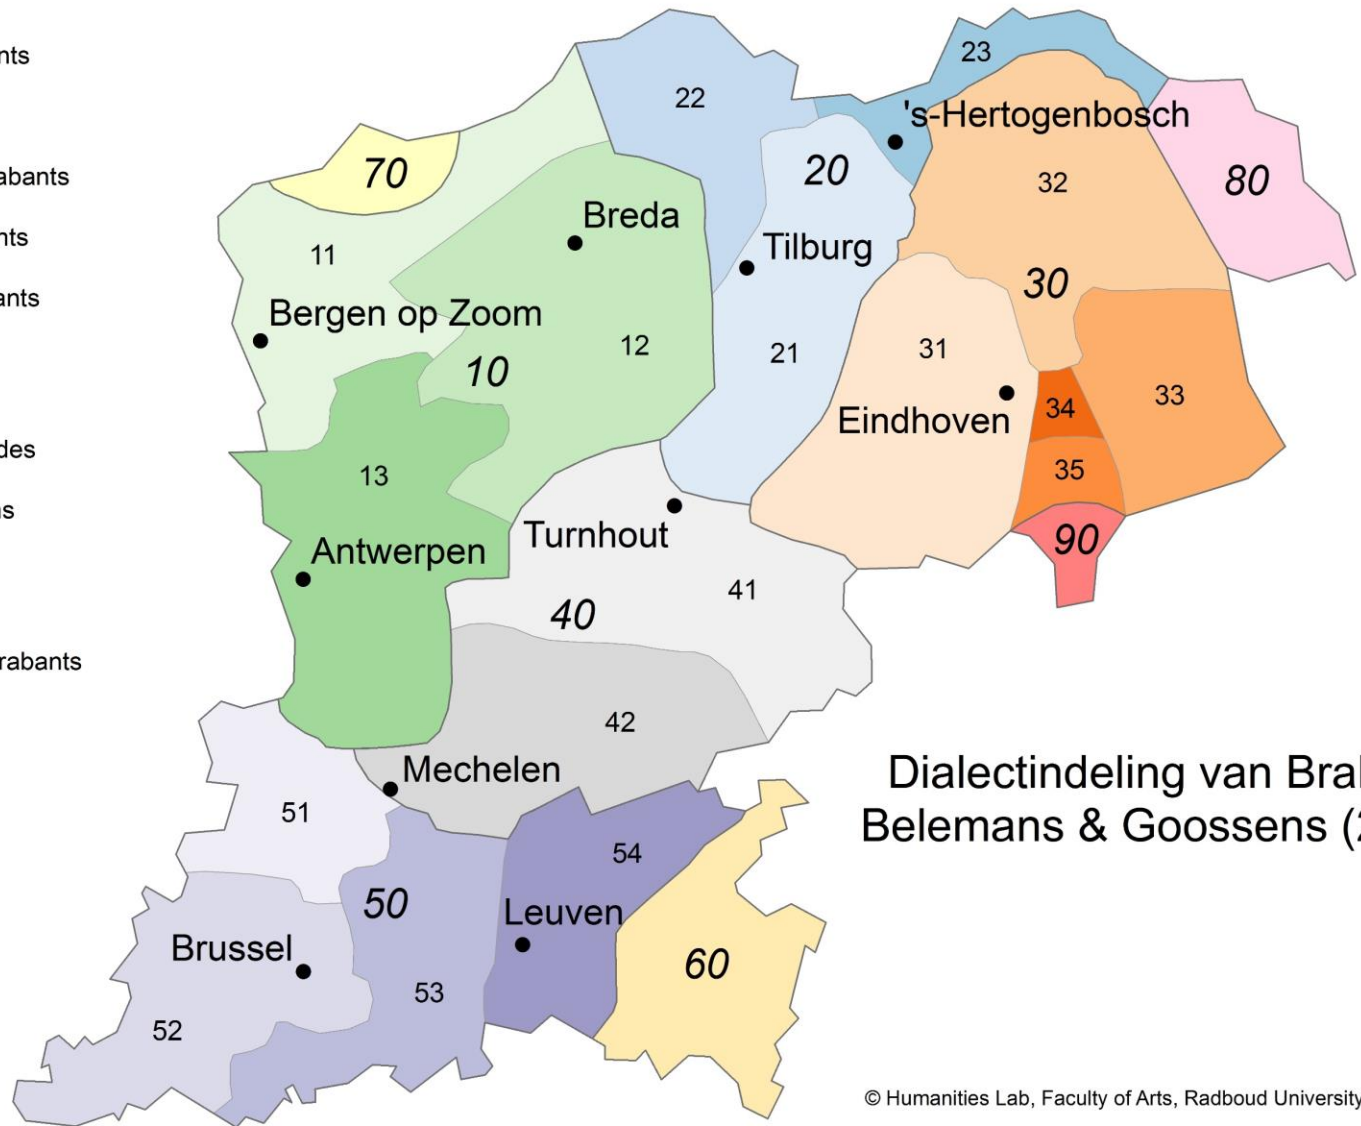 nts
abants
nts
ants
des
ns
rabants
23
22
's-Hertogenbosch
70
20
32
80
Breda
11
Tilburg
30
Bergen op Zoom
12
31
21
10
33
34
Eindhoven
35
13
Turnhout
90
Antwerpen
41
40
42
Mechelen
Dialectindeling van Bral
51
Belemans & Goossens (2
54
50
Leuven
Brussel
60
53
52
© Humanities Lab, Faculty of Arts, Radboud University